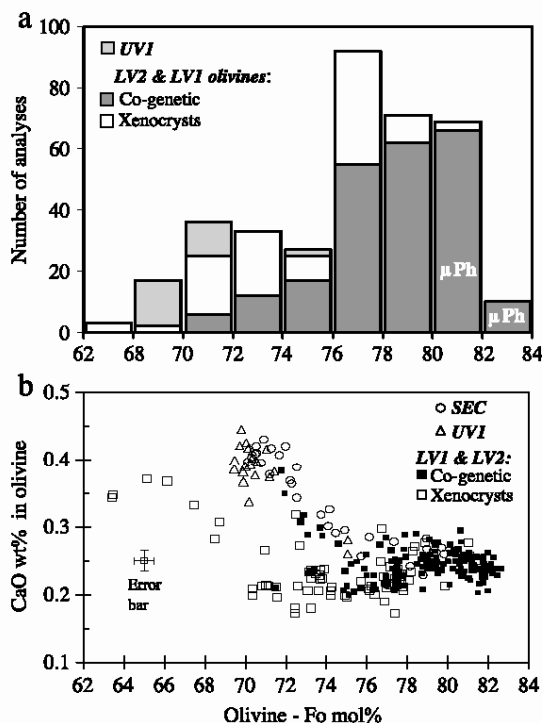 a
100
80
60
40
20
0
Number of analyses
UV1
LV2 & LV1 olivines:
Co-genetic
Xenocrysts
μ Ph
μ Ph
62 68 70 72 74 76 78 80 82 84
b
0.5
0.4
0.3
0.2
0.1
CaO wt% in olivine
SEC
UV1
LV1 & LV2:
Co-genetic
Xenocrysts
Error
bar
62 64 66 68 70 72 74 76 78 80 82 84
Olivine - Fo mol%